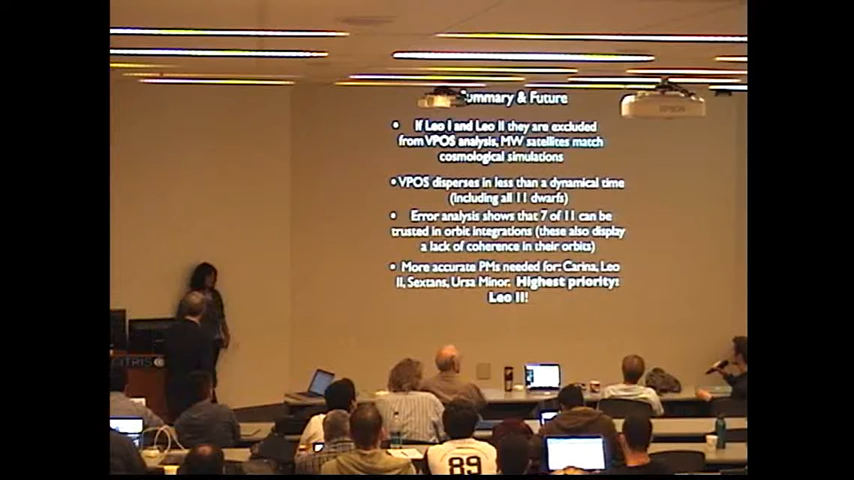 Summary & Future
• If Leo I and Leo II they are excluded
from VPOS analysis, MW satellites match
cosmological simulations
• VPOS disperses in less than a dynamical time
(including all 11 dwarfs)
• Error analysis shows that 7 of 11 can be
trusted in orbit integrations (these also display
a lack of coherence in their orbits)
• More accurate PMs needed for: Carina, Leo
II, Sextans, Ursa Minor. Highest priority:
Leo II!
EPSON
CITRIS
89